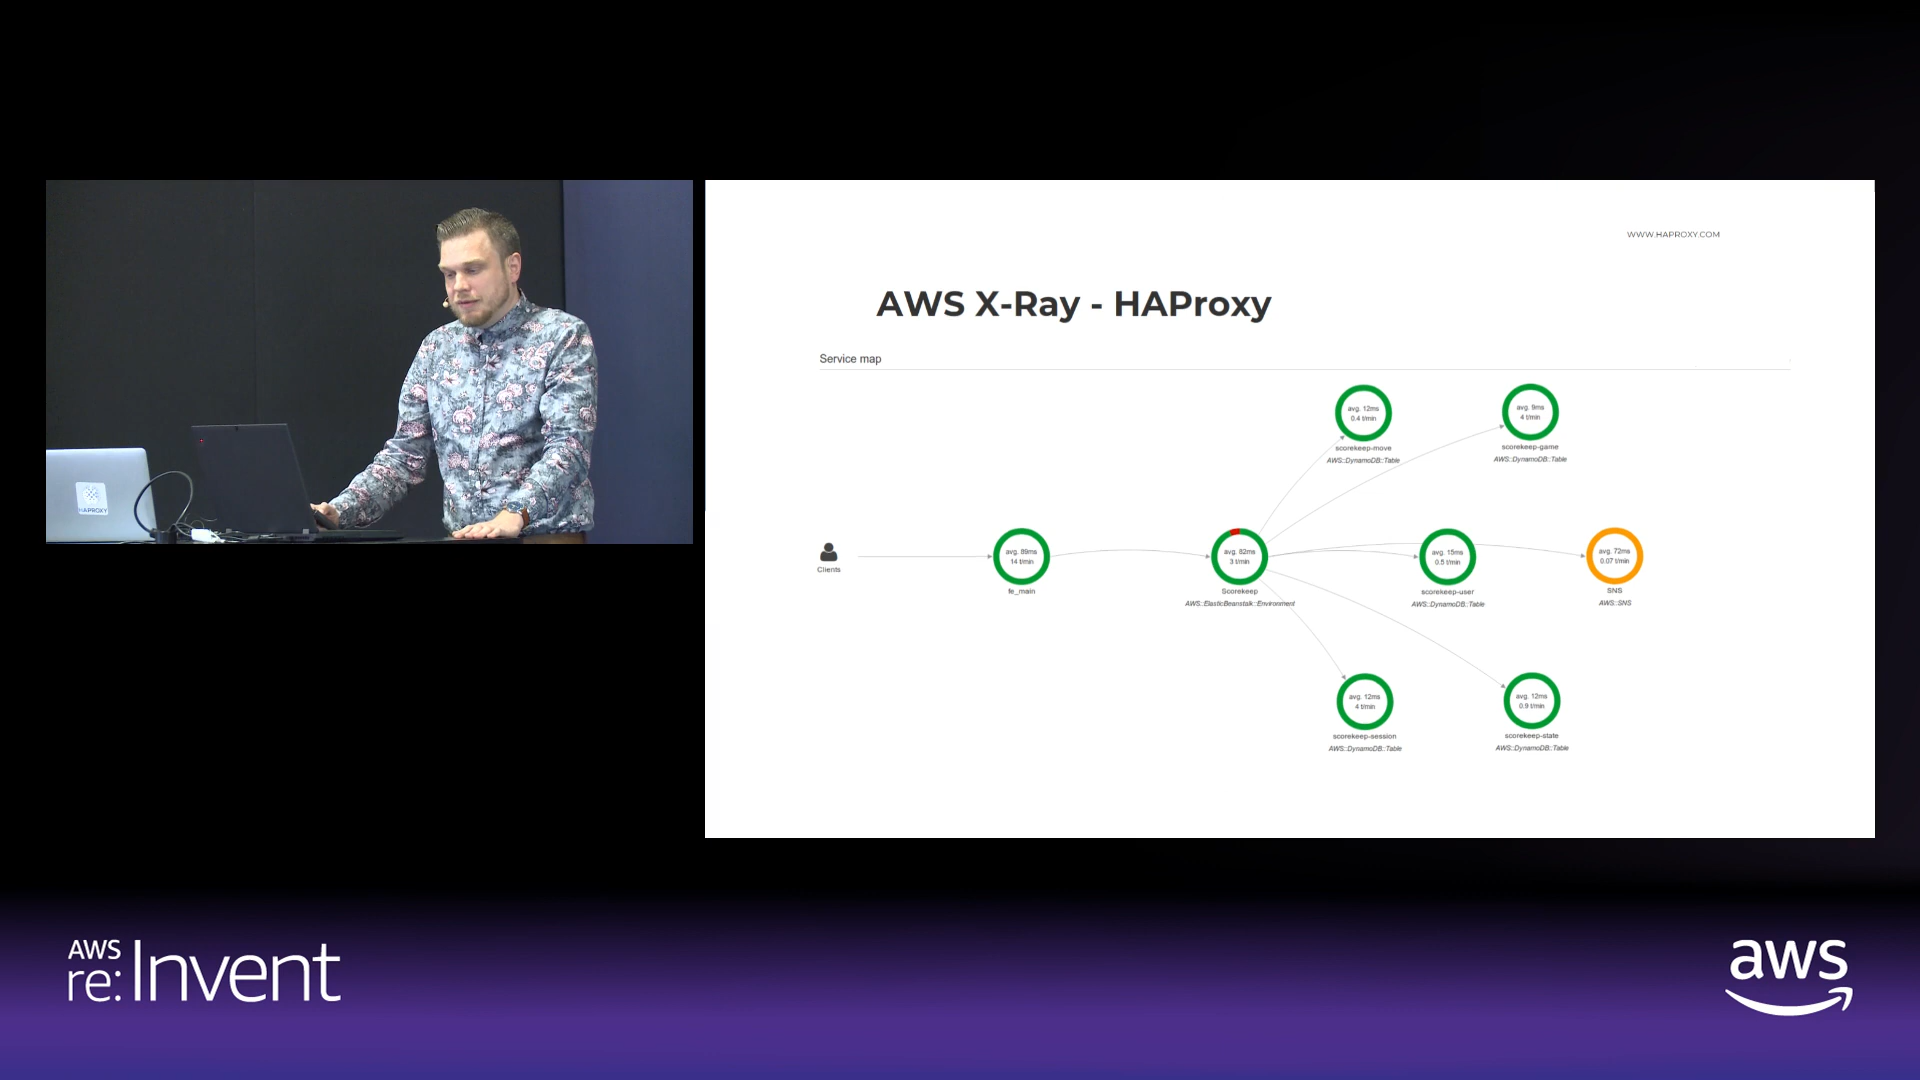 WWW.HAPROXY.COM
AWS X-Ray - HAProxy
Service map
avg. 12ms
0.4 t/min
scorekeep-move
AWS::DynamoDB::Table
avg. 9ms
4 t/min
scorekeep-game
AWS::DynamoDB::Table
Clients
avg. 89ms
14 t/min
fe_main
avg. 82ms
3 t/min
Scorekeep
AWS::ElasticBeanstalk::Environment
avg. 15ms
0.5 t/min
scorekeep-user
AWS::DynamoDB::Table
avg. 72ms
0.07 t/min
SNS
AWS::SNS
avg. 12ms
4 t/min
scorekeep-session
AWS::DynamoDB::Table
avg. 12ms
0.9 t/min
scorekeep-state
AWS::DynamoDB::Table
HAPROXY
AWS
re:Invent
aws